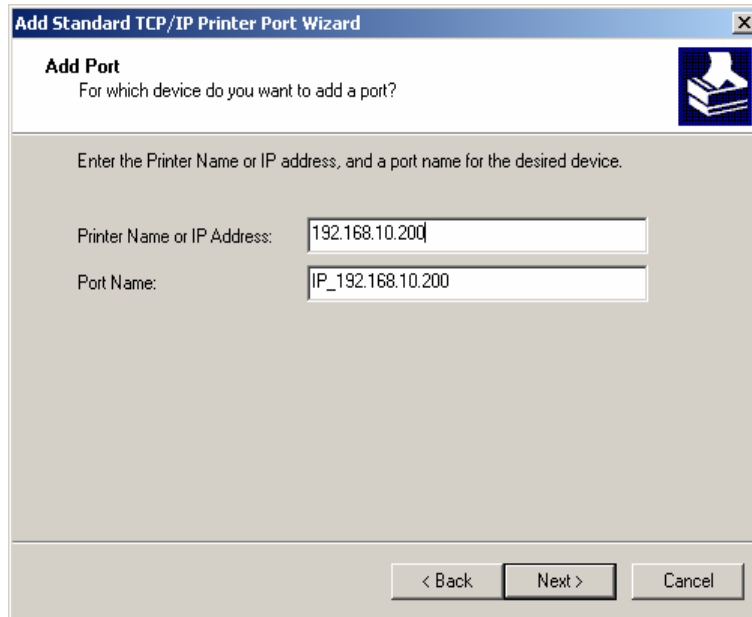 Add Standard TCP/IP Printer Port Wizard
Add Port
For which device do you want to add a port?
Enter the Printer Name or IP address, and a port name for the desired device.
Printer Name or IP Address: 192.168.10.200
Port Name: IP_192.168.10.200
< Back Next > Cancel